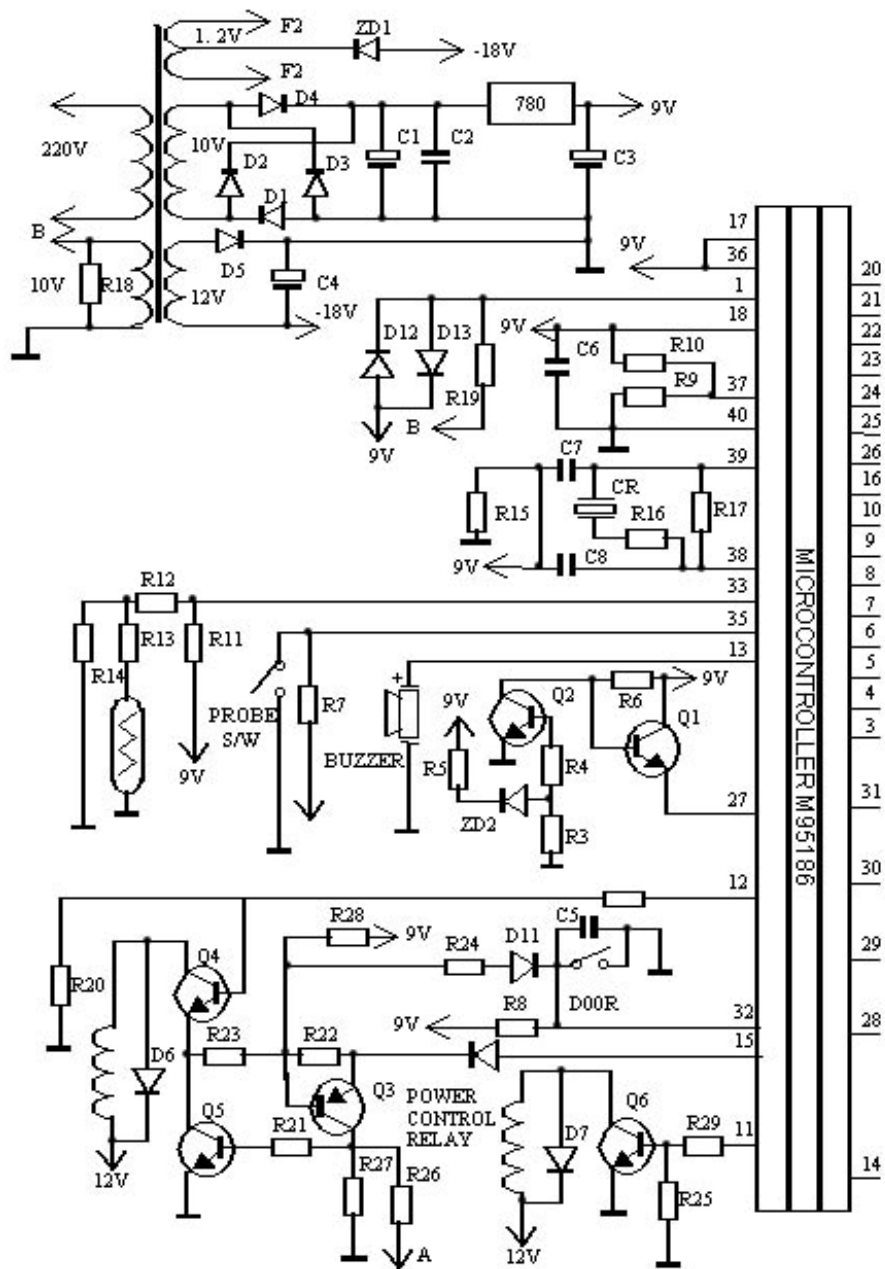 F2
1. 2V
ZD1
-18V
F2
D4
780
9V
220V
10V
C1
C2
C3
D2
D3
D1
B
10V
R18
12V
D5
C4
-18V
17
9V
36
1
18
20
21
22
23
24
25
26
16
10
9
8
7
6
5
4
3
31
30
29
28
14
D12
D13
R19
9V
C6
R10
R9
37
40
B
9V
C7
39
R15
CR
R16
R17
9V
C8
38
33
35
13
R12
R13
R11
R14
9V
PROBE
S/W
R7
+
BUZZER
9V
Q2
R6
9V
Q1
R5
R4
ZD2
R3
27
MICROCONTROLLER M95186
12
R28
9V
C5
R24
D11
D00R
R8
9V
32
15
Q4
R20
R23
R22
D6
Q3
POWER
CONTROL
RELAY
Q5
R21
12V
R27
R26
A
Q6
R29
11
D7
R25
12V